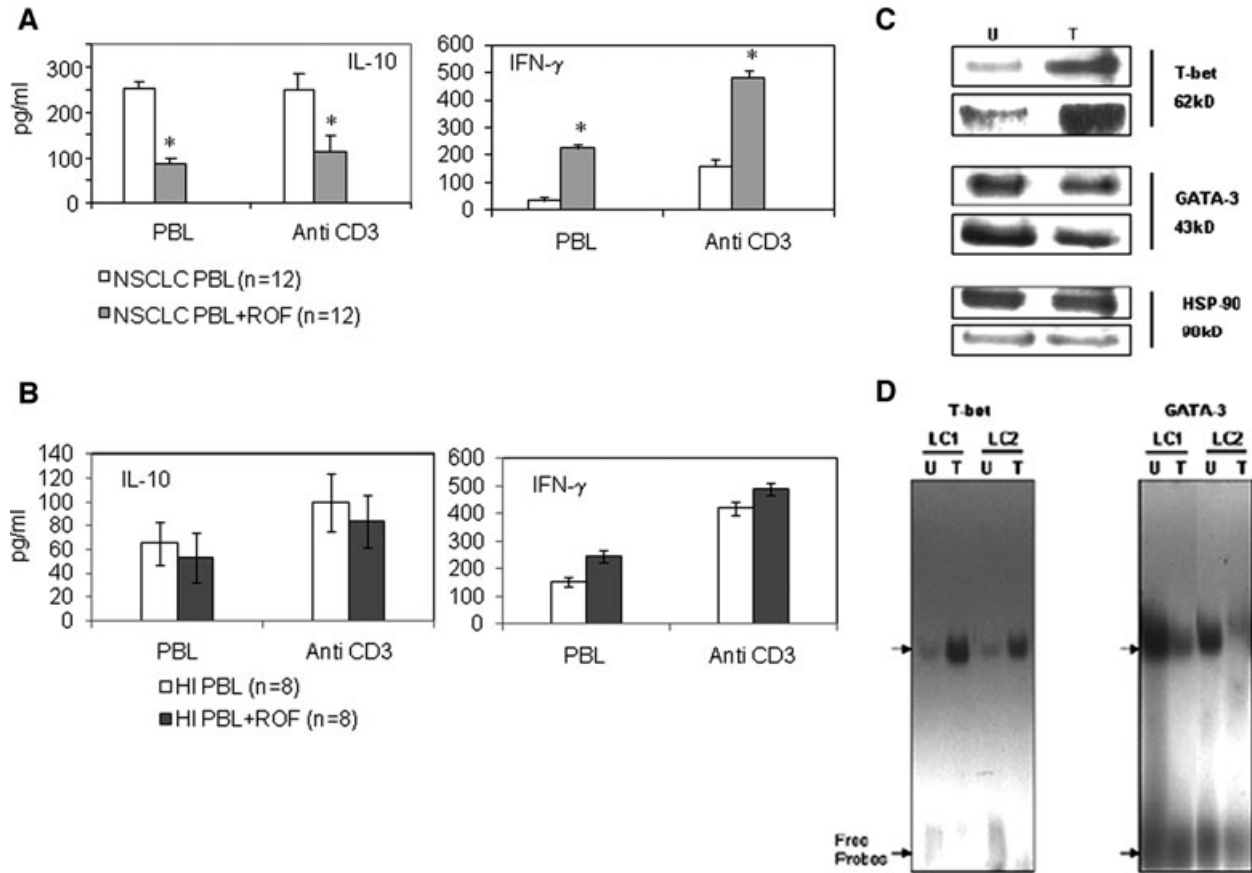 A
300
200
100
0
pg/ml
IL-10
PBL
Anti CD3
600
500
400
300
200
100
0
IFN-γ
*
*
*
*
PBL
Anti CD3
NSCLC PBL (n=12)
NSCLC PBL+ROF (n=12)
B
140
120
100
80
60
40
20
0
pg/ml
IL-10
PBL
Anti CD3
600
500
400
300
200
100
0
IFN-γ
PBL
Anti CD3
HI PBL (n=8)
HI PBL+ROF (n=8)
C
U T
T-bet
62kD
GATA-3
43kD
HSP-90
90kD
D
T-bet
LC1 LC2
U T U T
GATA-3
LC1 LC2
U T U T
Free
Probes